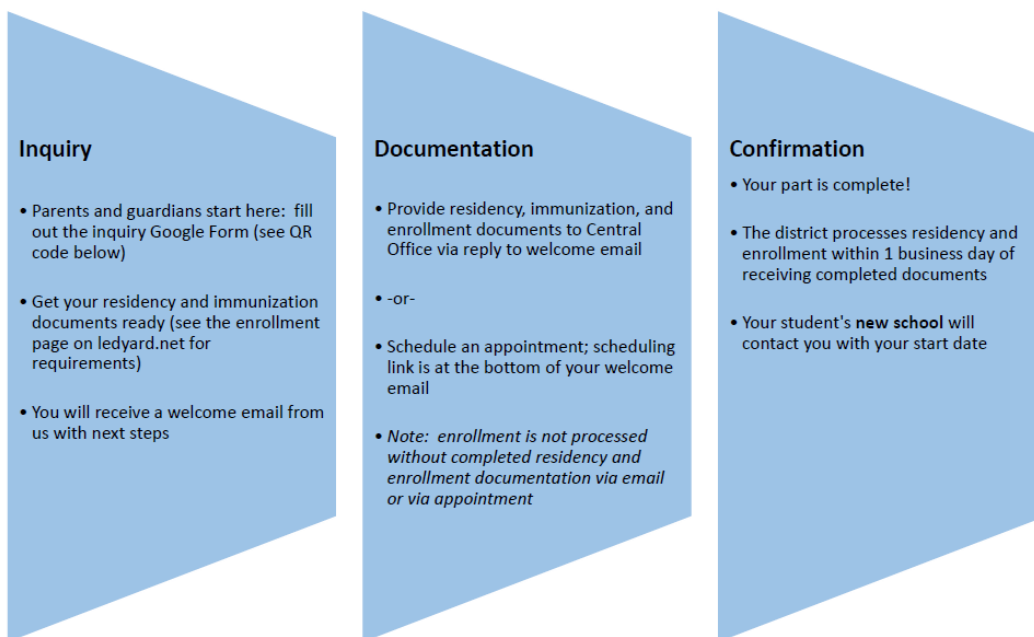 Inquiry
• Parents and guardians start here:  fill
out the inquiry Google Form (see QR
code below)
• Get your residency and immunization
documents ready (see the enrollment
page on ledyard.net for
requirements)
• You will receive a welcome email from
us with next steps
Documentation
• Provide residency, immunization, and
enrollment documents to Central
Office via reply to welcome email
• -or-
• Schedule an appointment; scheduling
link is at the bottom of your welcome
email
• Note:  enrollment is not processed
without completed residency and
enrollment documentation via email
or via appointment
Confirmation
• Your part is complete!
• The district processes residency and
enrollment within 1 business day of
receiving completed documents
• Your student's new school will
contact you with your start date